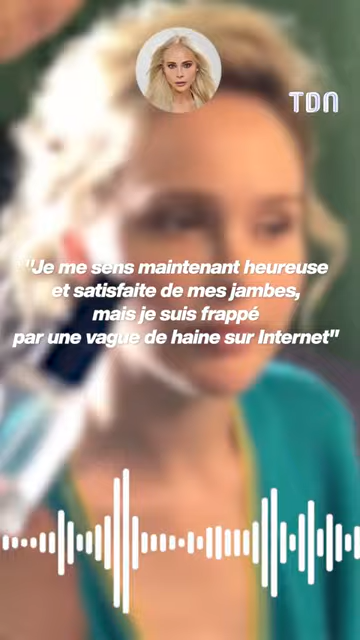 TDN
"Je me sens maintenant heureuse
et satisfaite de mes jambes,
mais je suis frappé
par une vague de haine sur Internet"